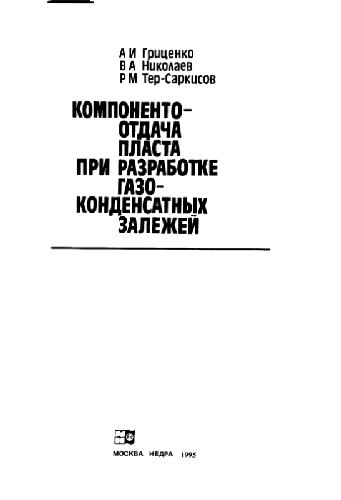 А И Гриценко
В А Николаев
Р М Тер-Саркисов
КОМПОНЕНТО-
ОТДАЧА
ПЛАСТА
ПРИ РАЗРАБОТКЕ
ГАЗО-
КОНДЕНСАТНЫХ
ЗАЛЕЖЕЙ
МОСКВА НЕДРА 1995